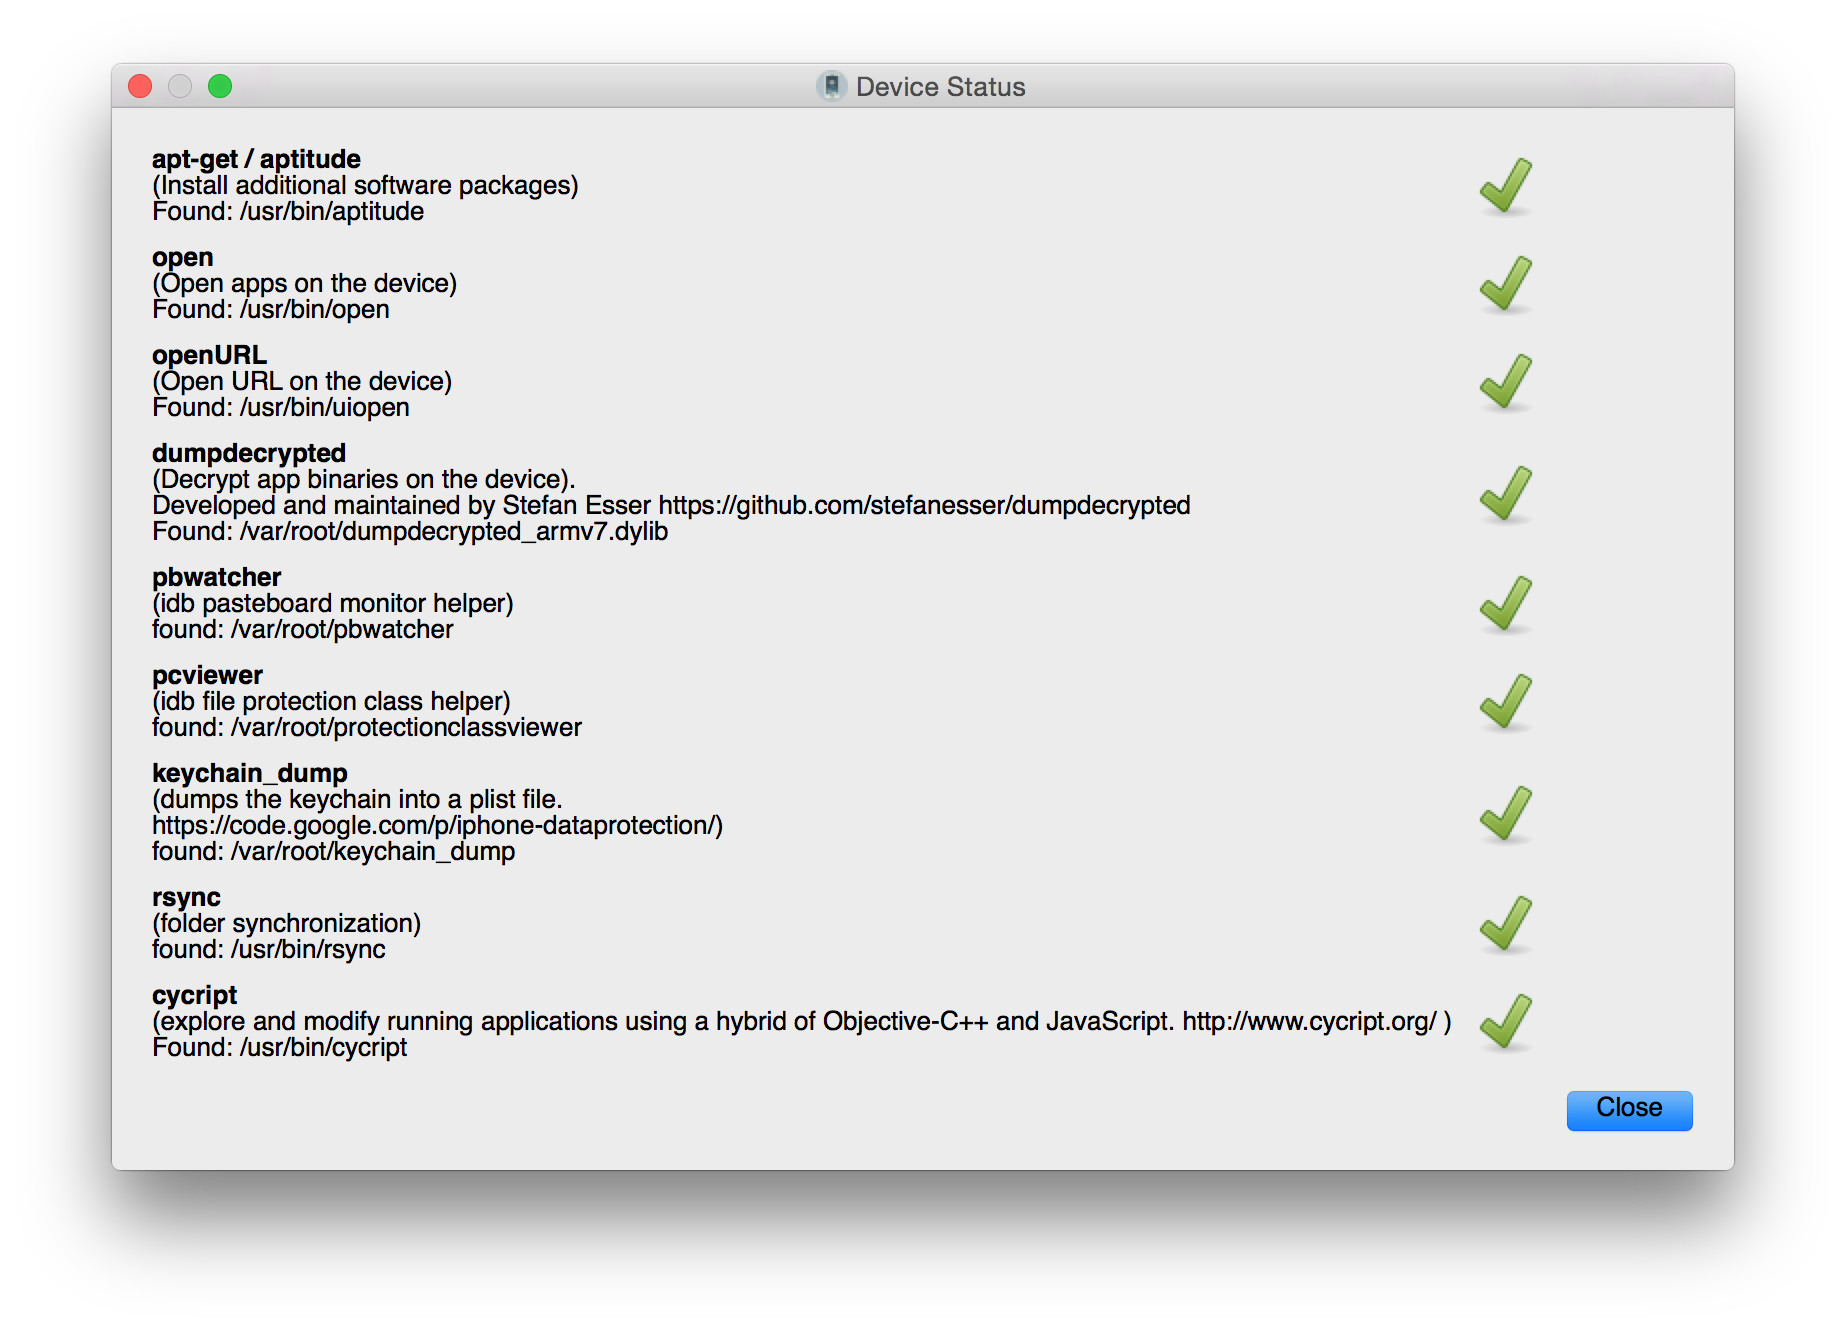 Device Status
apt-get / aptitude
(Install additional software packages)
Found: /usr/bin/aptitude
open
(Open apps on the device)
Found: /usr/bin/open
openURL
(Open URL on the device)
Found: /usr/bin/uiopen
dumpdecrypted
(Decrypt app binaries on the device).
Developed and maintained by Stefan Esser https://github.com/stefanesser/dumpdecrypted
Found: /var/root/dumpdecrypted_armv7.dylib
pbwatcher
(idb pasteboard monitor helper)
found: /var/root/pbwatcher
pcviewer
(idb file protection class helper)
found: /var/root/protectionclassviewer
keychain_dump
(dumps the keychain into a plist file.
https://code.google.com/p/iphone-dataprotection/)
found: /var/root/keychain_dump
rsync
(folder synchronization)
found: /usr/bin/rsync
cycript
(explore and modify running applications using a hybrid of Objective-C++ and JavaScript. http://www.cycript.org/ )
Found: /usr/bin/cycript
Close